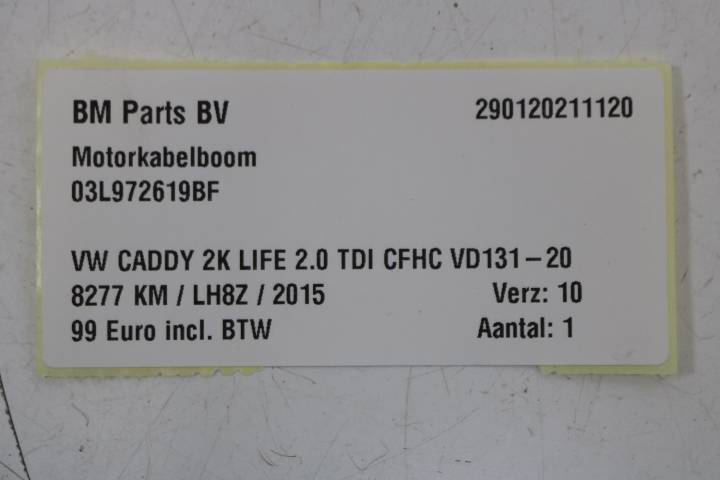 BM Parts BV 290120211120
Motorkabelboom
03L972619BF
VW CADDY 2K LIFE 2.0 TDI CFHC VD131-20
8277 KM / LH8Z / 2015 Verz: 10
99 Euro incl. BTW Aantal: 1